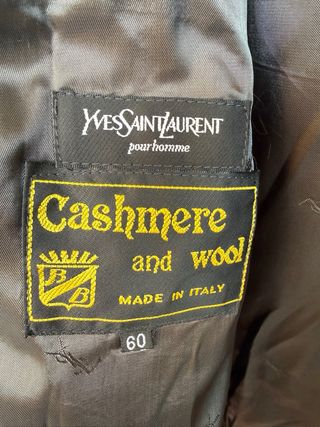 YVESSAINTLAURENT
pour homme
Cashmere
and wool
BB
MADE IN ITALY
60